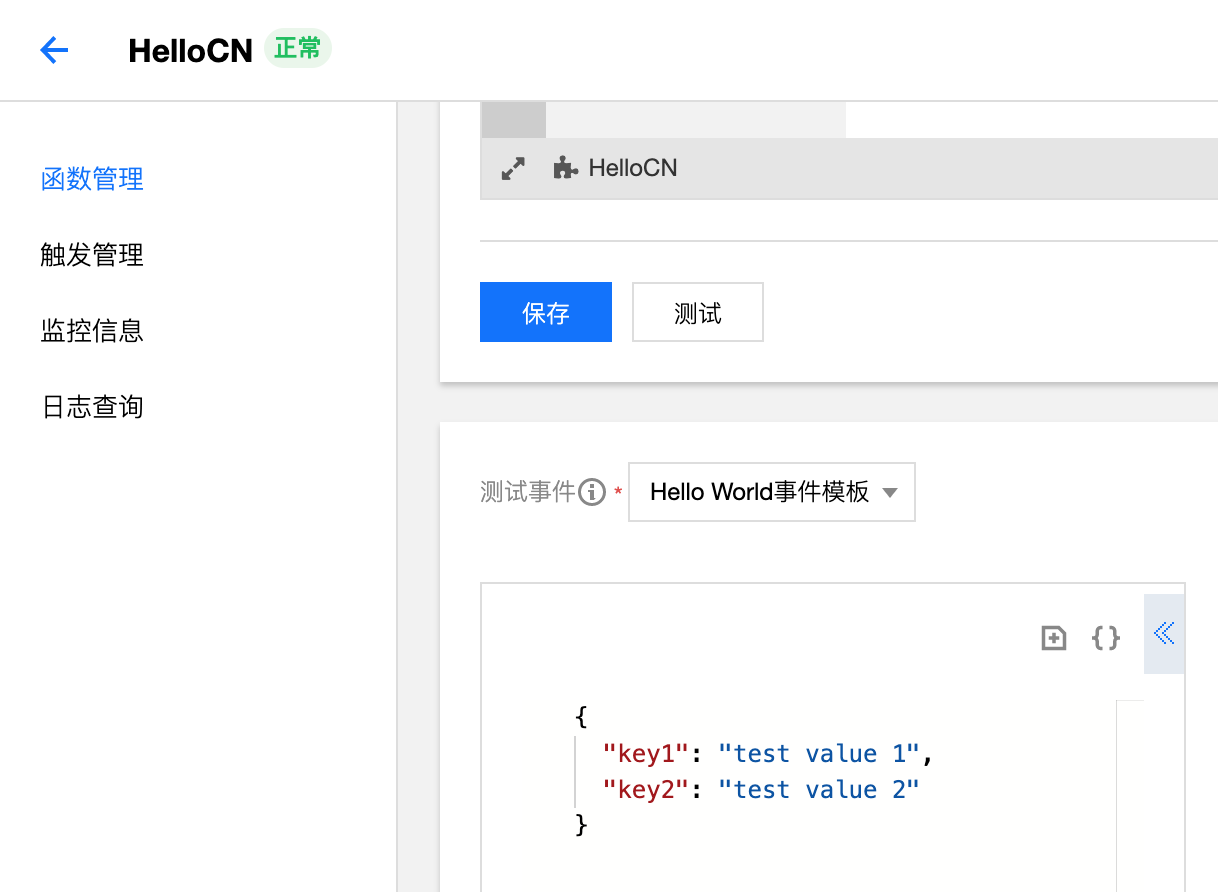 HelloCN 正常
函数管理
触发管理
监控信息
日志查询
HelloCN
保存 测试
测试事件 * Hello World事件模板
{
"key1": "test value 1",
"key2": "test value 2"
}